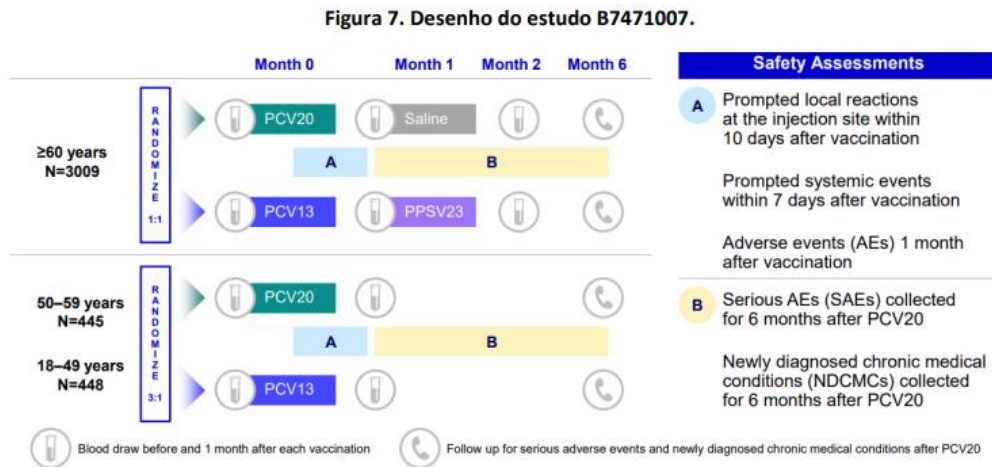 Figura 7. Desenho do estudo B7471007.
Month 0 Month 1 Month 2 Month 6
≥60 years
N=3009
RANDOMIZE
1:1
PCV20 Saline
A B
PCV13 PPSV23
50–59 years
N=445
18–49 years
N=448
RANDOMIZE
3:1
PCV20
A B
PCV13
Safety Assessments
A Prompted local reactions
at the injection site within
10 days after vaccination
Prompted systemic events
within 7 days after vaccination
Adverse events (AEs) 1 month
after vaccination
B Serious AEs (SAEs) collected
for 6 months after PCV20
Newly diagnosed chronic medical
conditions (NDCMCs) collected
for 6 months after PCV20
Blood draw before and 1 month after each vaccination
Follow up for serious adverse events and newly diagnosed chronic medical conditions after PCV20